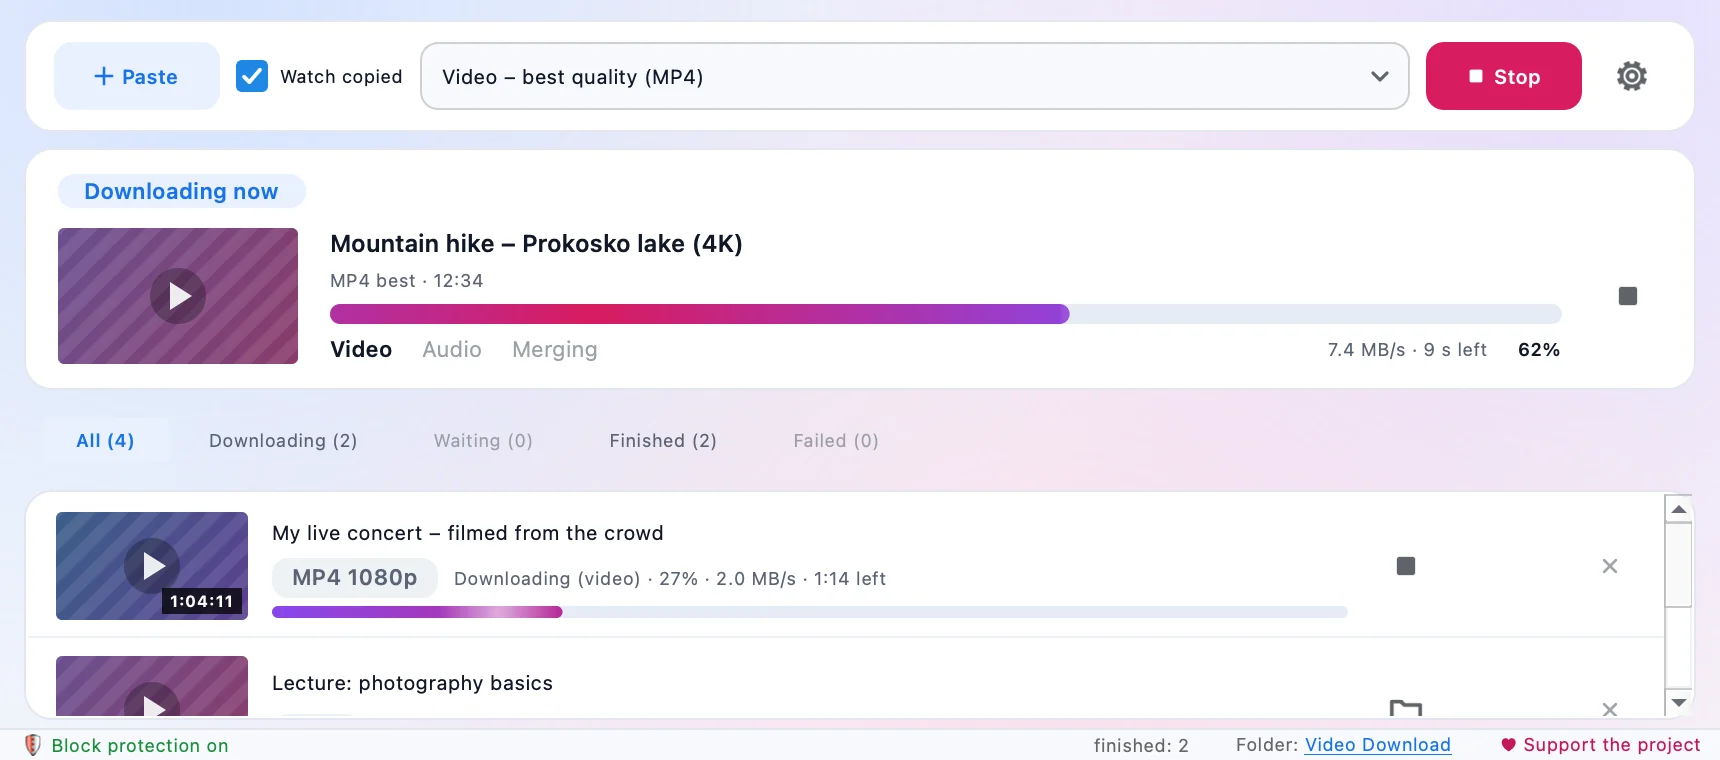 + Paste
Watch copied
Video – best quality (MP4)
Stop
Downloading now
Mountain hike – Prokosko lake (4K)
MP4 best · 12:34
Video Audio Merging
7.4 MB/s · 9 s left 62%
All (4) Downloading (2) Waiting (0) Finished (2) Failed (0)
My live concert – filmed from the crowd
MP4 1080p Downloading (video) · 27% · 2.0 MB/s · 1:14 left
1:04:11
Lecture: photography basics
Block protection on
finished: 2
Folder: Video Download
Support the project